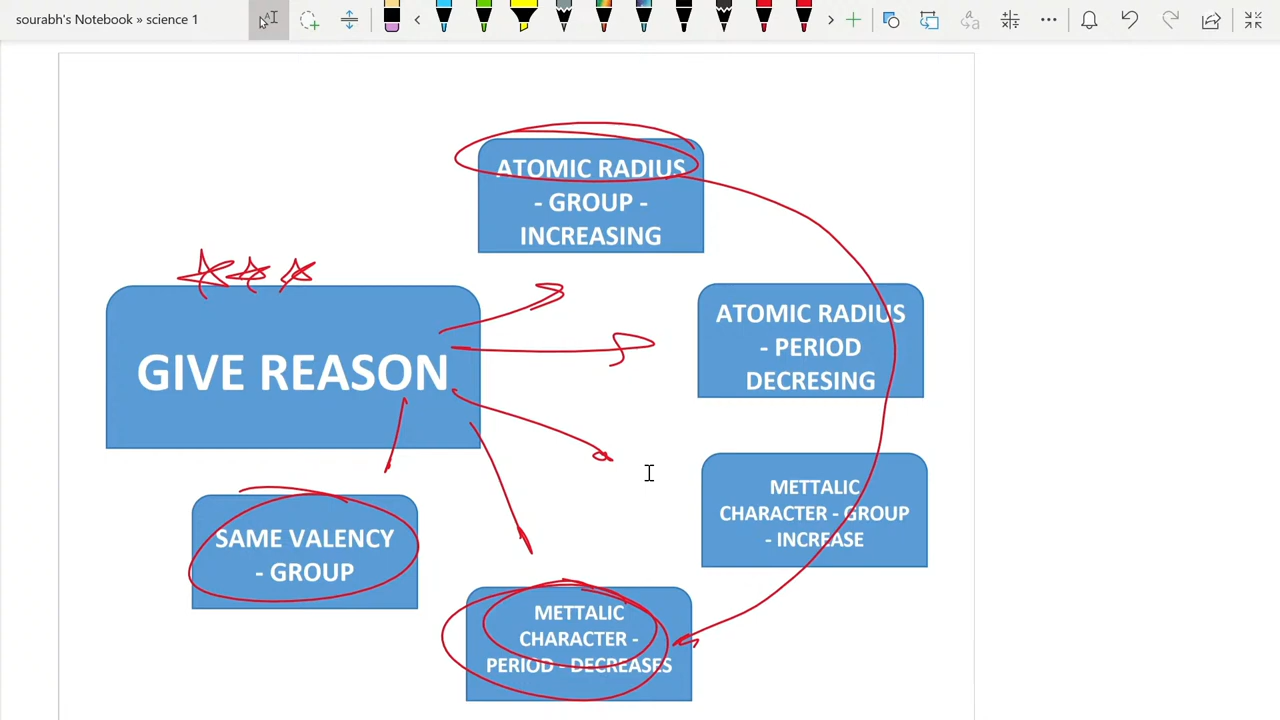 sourabh's Notebook » science 1
ATOMIC RADIUS
- GROUP -
INCREASING
ATOMIC RADIUS
- PERIOD
DECRESING
GIVE REASON
METTALIC
CHARACTER - GROUP
- INCREASE
SAME VALENCY
- GROUP
METTALIC
CHARACTER -
PERIOD - DECREASES